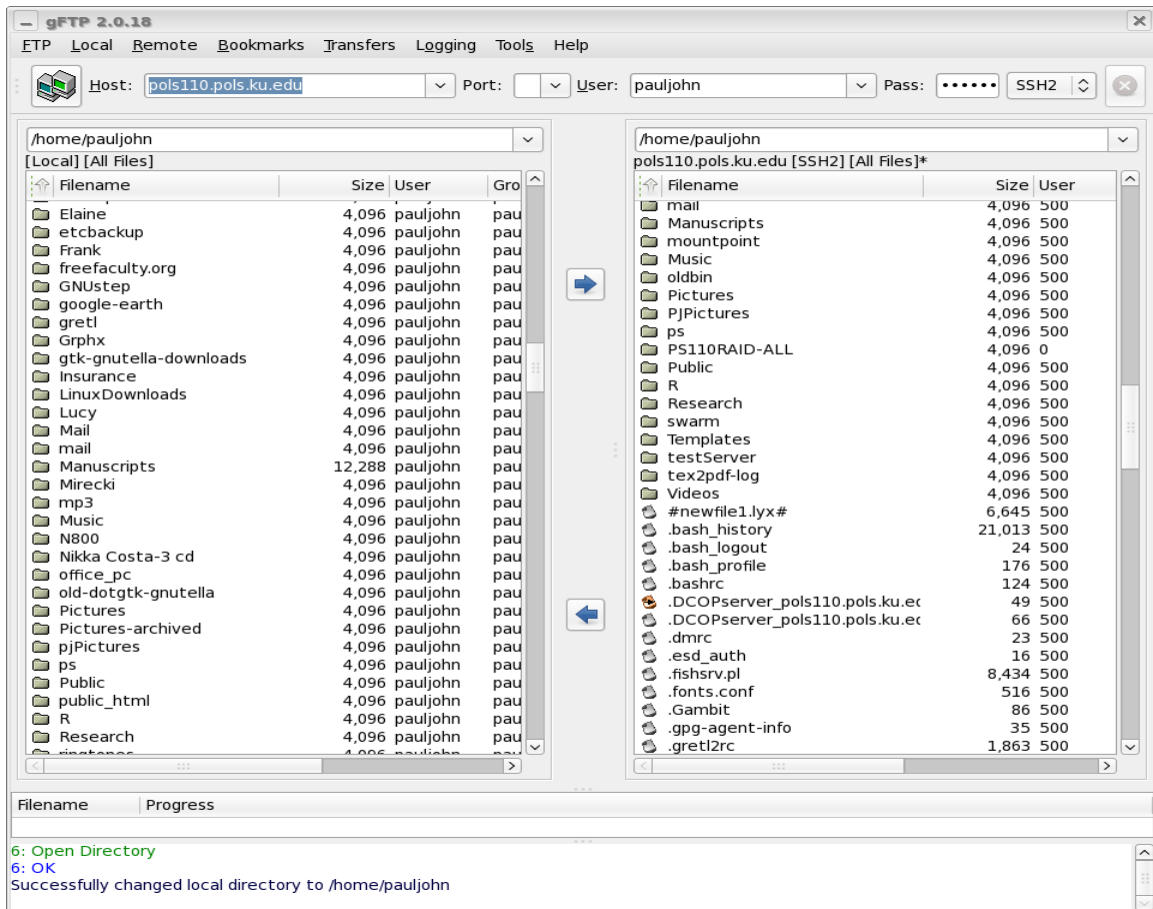 gFTP 2.0.18
FTP Local Remote Bookmarks Transfers Logging Tools Help
Host: pols110.pols.ku.edu Port: User: pauljohn Pass: •••••• SSH2
/home/pauljohn
[Local] [All Files]
Filename Size User Gro
Elaine 4,096 pauljohn pau
etcbackup 4,096 pauljohn pau
Frank 4,096 pauljohn pau
freefaculty.org 4,096 pauljohn pau
GNUstep 4,096 pauljohn pau
google-earth 4,096 pauljohn pau
gretl 4,096 pauljohn pau
Grphx 4,096 pauljohn pau
gtk-gnutella-downloads 4,096 pauljohn pau
Insurance 4,096 pauljohn pau
LinuxDownloads 4,096 pauljohn pau
Lucy 4,096 pauljohn pau
Mail 4,096 pauljohn pau
mail 4,096 pauljohn pau
Manuscripts 12,288 pauljohn pau
Mirecki 4,096 pauljohn pau
mp3 4,096 pauljohn pau
Music 4,096 pauljohn pau
N800 4,096 pauljohn pau
Nikka Costa-3 cd 4,096 pauljohn pau
office_pc 4,096 pauljohn pau
old-dotgtk-gnutella 4,096 pauljohn pau
Pictures 4,096 pauljohn pau
Pictures-archived 4,096 pauljohn pau
pjPictures 4,096 pauljohn pau
ps 4,096 pauljohn pau
Public 4,096 pauljohn pau
public_html 4,096 pauljohn pau
R 4,096 pauljohn pau
Research 4,096 pauljohn pau
ringtones 4,096 pauljohn pau
/home/pauljohn
pols110.pols.ku.edu [SSH2] [All Files]*
Filename Size User
mail 4,096 500
Manuscripts 4,096 500
mountpoint 4,096 500
Music 4,096 500
oldbin 4,096 500
Pictures 4,096 500
PJPictures 4,096 500
ps 4,096 500
PS110RAID-ALL 4,096 0
Public 4,096 500
R 4,096 500
Research 4,096 500
swarm 4,096 500
Templates 4,096 500
testServer 4,096 500
tex2pdf-log 4,096 500
Videos 4,096 500
#newfile1.lyx# 6,645 500
.bash_history 21,013 500
.bash_logout 24 500
.bash_profile 176 500
.bashrc 124 500
.DCOPserver_pols110.pols.ku.ec 49 500
.DCOPserver_pols110.pols.ku.ec 66 500
.dmrc 23 500
.esd_auth 16 500
.fishsrv.pl 8,434 500
.fonts.conf 516 500
.Gambit 86 500
.gpg-agent-info 35 500
.gretl2rc 1,863 500
Filename Progress
6: Open Directory
6: OK
Successfully changed local directory to /home/pauljohn